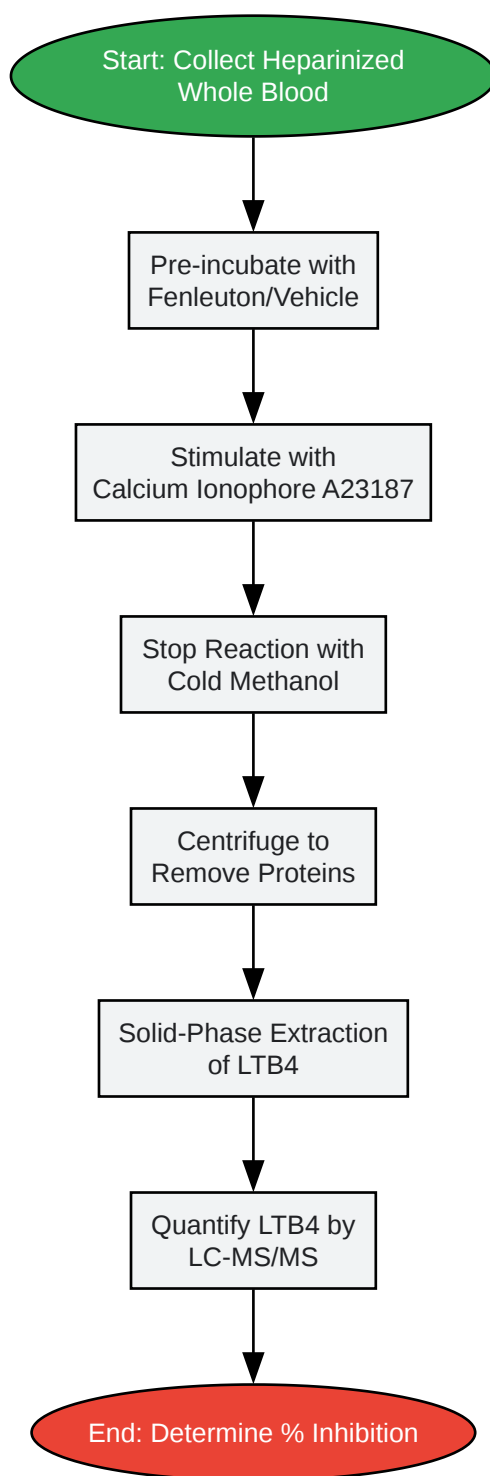 Start: Collect Heparinized
Whole Blood
Pre-incubate with
Fenleuton/Vehicle
Stimulate with
Calcium Ionophore A23187
Stop Reaction with
Cold Methanol
Centrifuge to
Remove Proteins
Solid-Phase Extraction
of LTB4
Quantify LTB4 by
LC-MS/MS
End: Determine % Inhibition